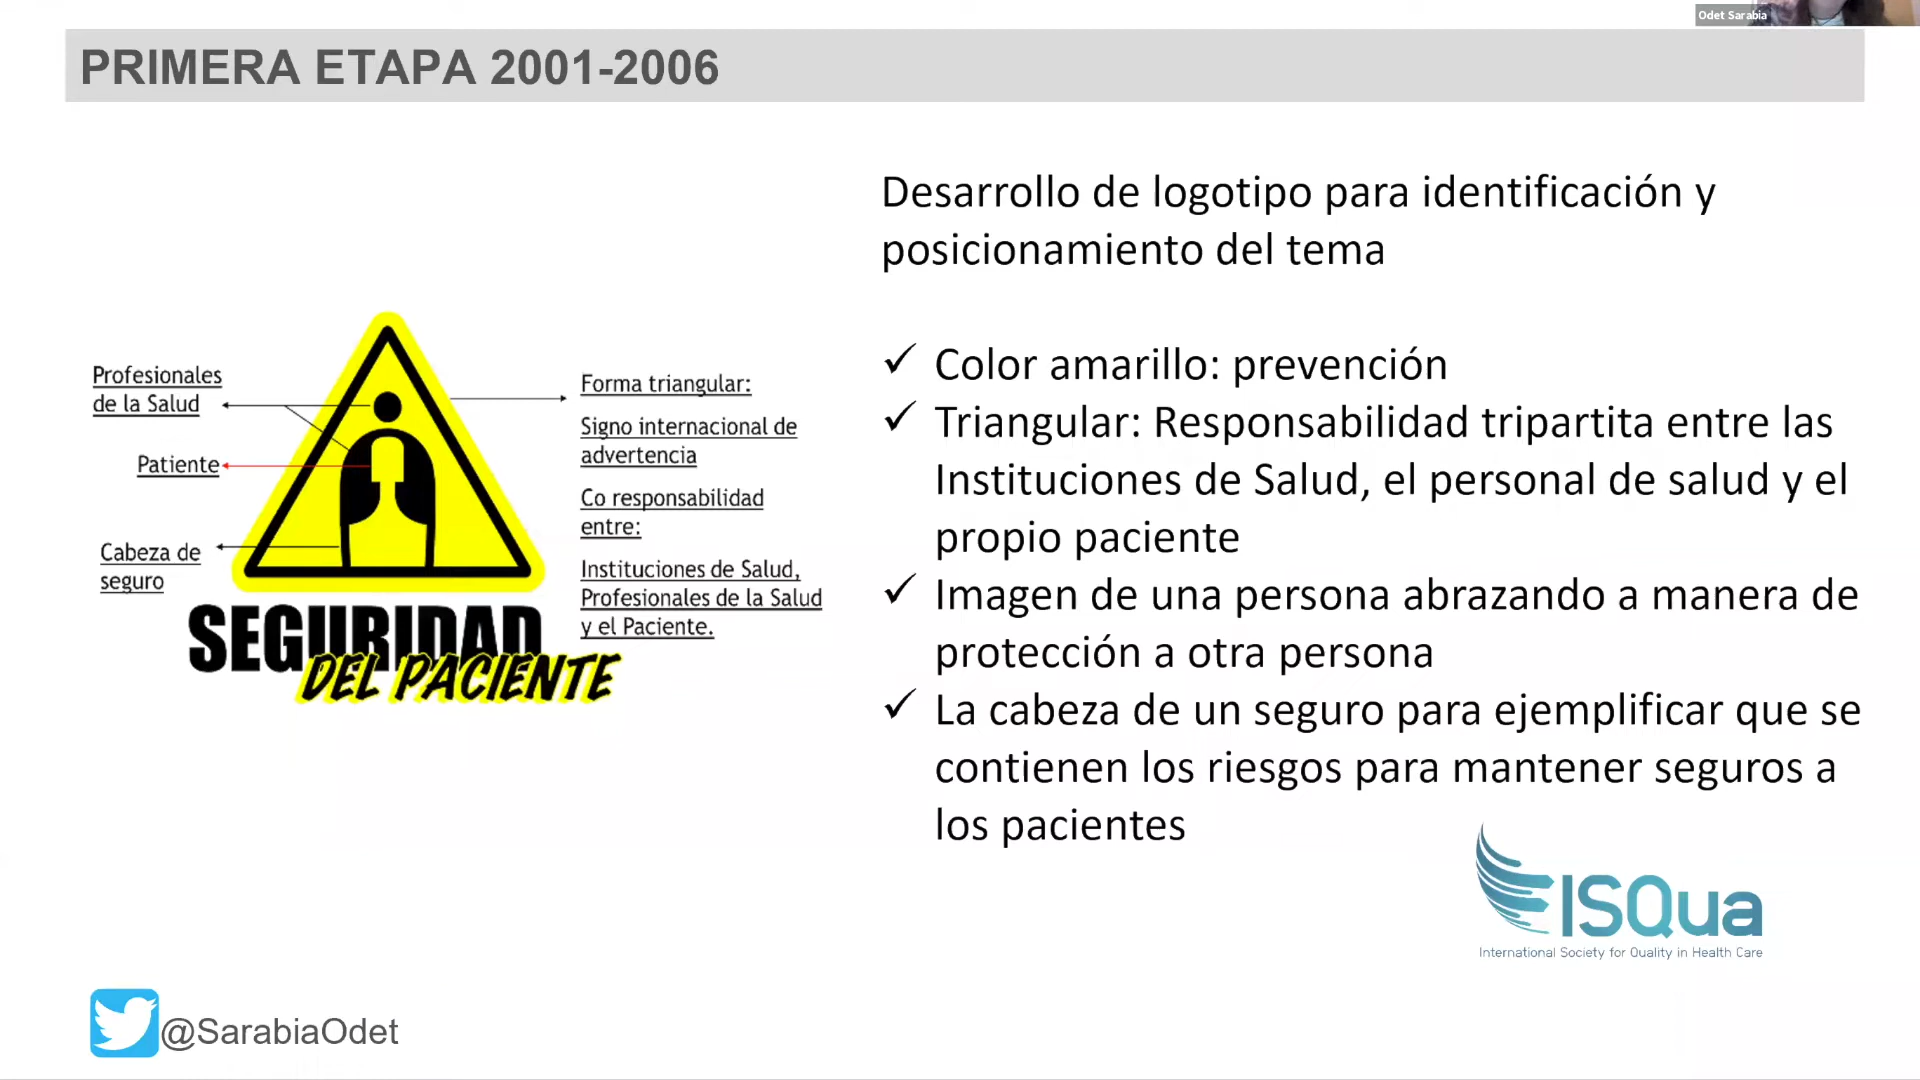 Odet Sarabia
PRIMERA ETAPA 2001-2006
Profesionales
de la Salud
Patiente
Cabeza de
seguro
Forma triangular:
Signo internacional de
advertencia
Co responsabilidad
entre:
Instituciones de Salud,
Profesionales de la Salud
y el Paciente.
SEGURIDAD
DEL PACIENTE
Desarrollo de logotipo para identificación y
posicionamiento del tema
✓ Color amarillo: prevención
✓ Triangular: Responsabilidad tripartita entre las
Instituciones de Salud, el personal de salud y el
propio paciente
✓ Imagen de una persona abrazando a manera de
protección a otra persona
✓ La cabeza de un seguro para ejemplificar que se
contienen los riesgos para mantener seguros a
los pacientes
ISQua
International Society for Quality in Health Care
@SarabiaOdet